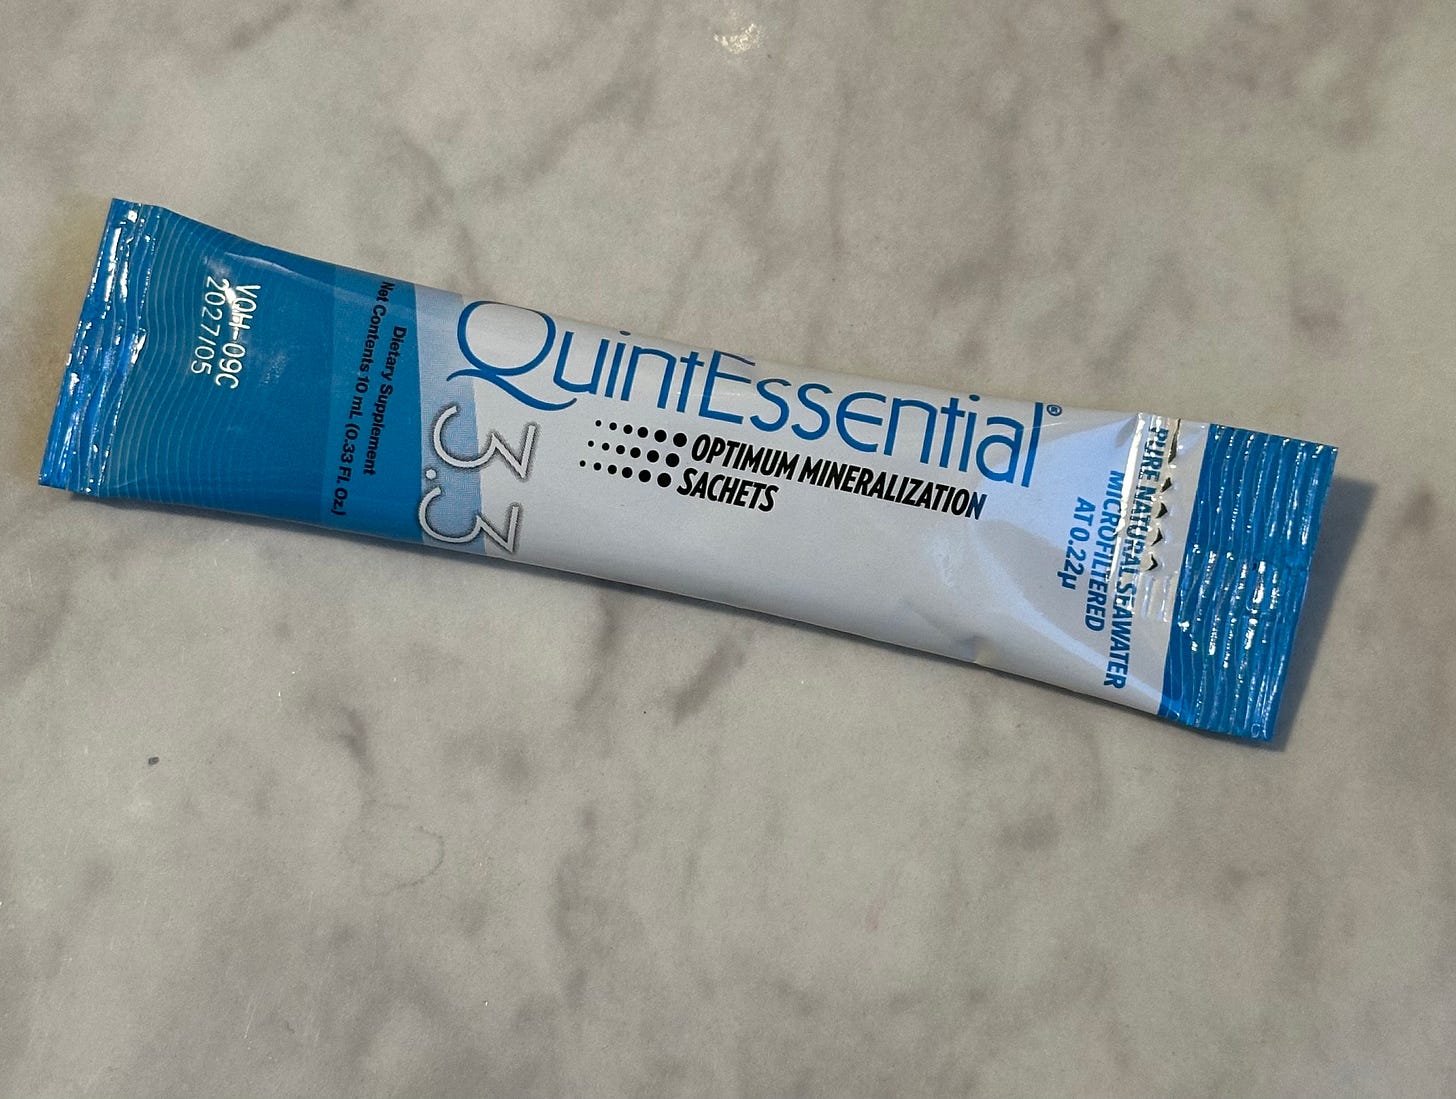 VQH-09C
2027/05
Dietary Supplement
Net Contents 10 mL (0.33 Fl. Oz.)
3.3
QuintEssential®
OPTIMUM MINERALIZATION
SACHETS
PURE NATURAL SEAWATER
MICROFILTERED
AT 0.22µ